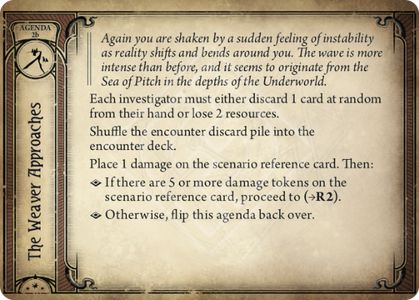 AGENDA
2b
The Weaver Approaches
Again you are shaken by a sudden feeling of instability
as reality shifts and bends around you. The wave is more
intense than before, and it seems to originate from the
Sea of Pitch in the depths of the Underworld.
Each investigator must either discard 1 card at random
from their hand or lose 2 resources.
Shuffle the encounter discard pile into the
encounter deck.
Place 1 damage on the scenario reference card. Then:
If there are 5 or more damage tokens on the
scenario reference card, proceed to (→R2).
Otherwise, flip this agenda back over.